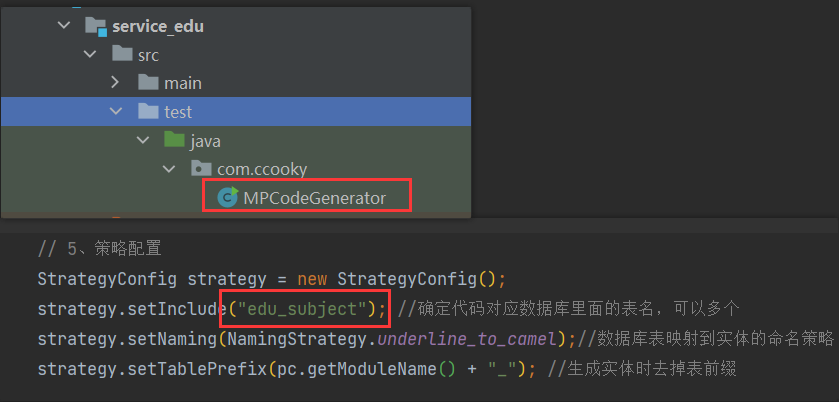 service_edu
src
main
test
java
com.ccooky
MPCodeGenerator
// 5、策略配置
StrategyConfig strategy = new StrategyConfig();
strategy.setInclude("edu_subject"); //确定代码对应数据库里面的表名，可以多个
strategy.setNaming(NamingStrategy.underline_to_camel);//数据库表映射到实体的命名策略
strategy.setTablePrefix(pc.getModuleName() + "_"); //生成实体时去掉表前缀